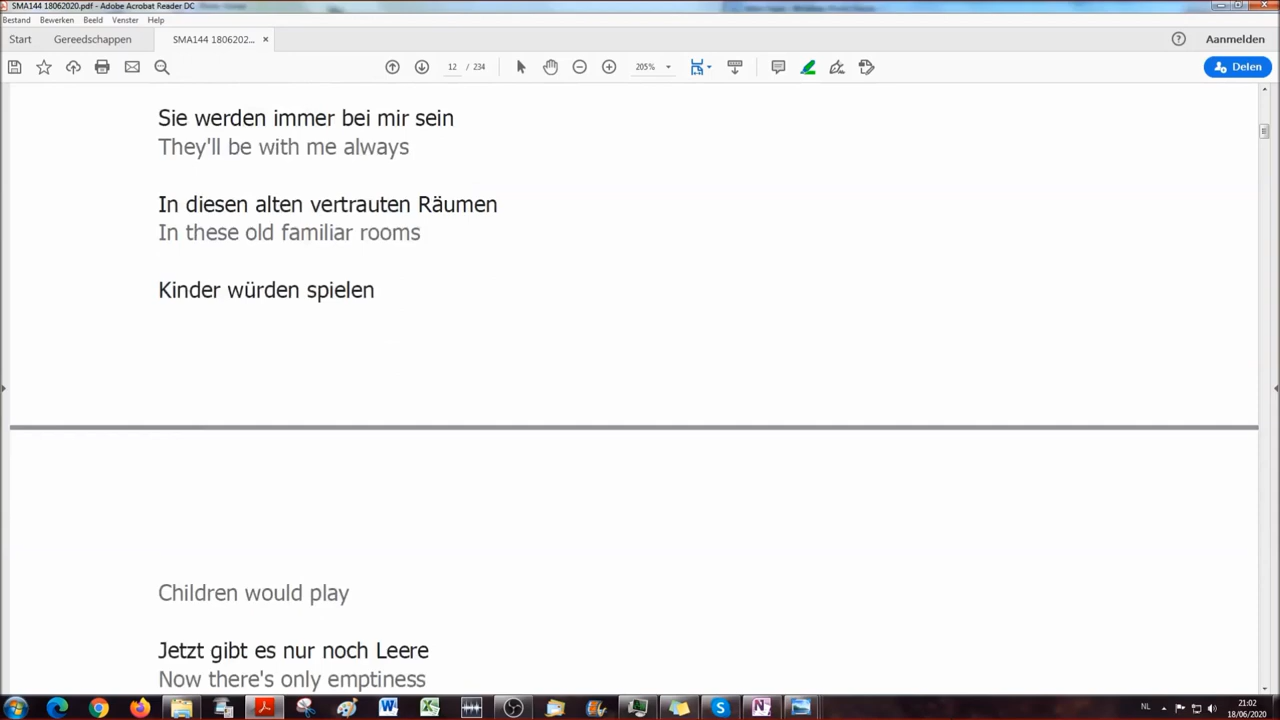 SMA144 18062020.pdf - Adobe Acrobat Reader DC
Bestand Bewerken Beeld Venster Help
Start Gereedschappen SMA144 1806202... × Aanmelden
12 / 234 205% Delen
Sie werden immer bei mir sein
They'll be with me always
In diesen alten vertrauten Räumen
In these old familiar rooms
Kinder würden spielen
Children would play
Jetzt gibt es nur noch Leere
Now there's only emptiness
NL 21:02
18/06/2020